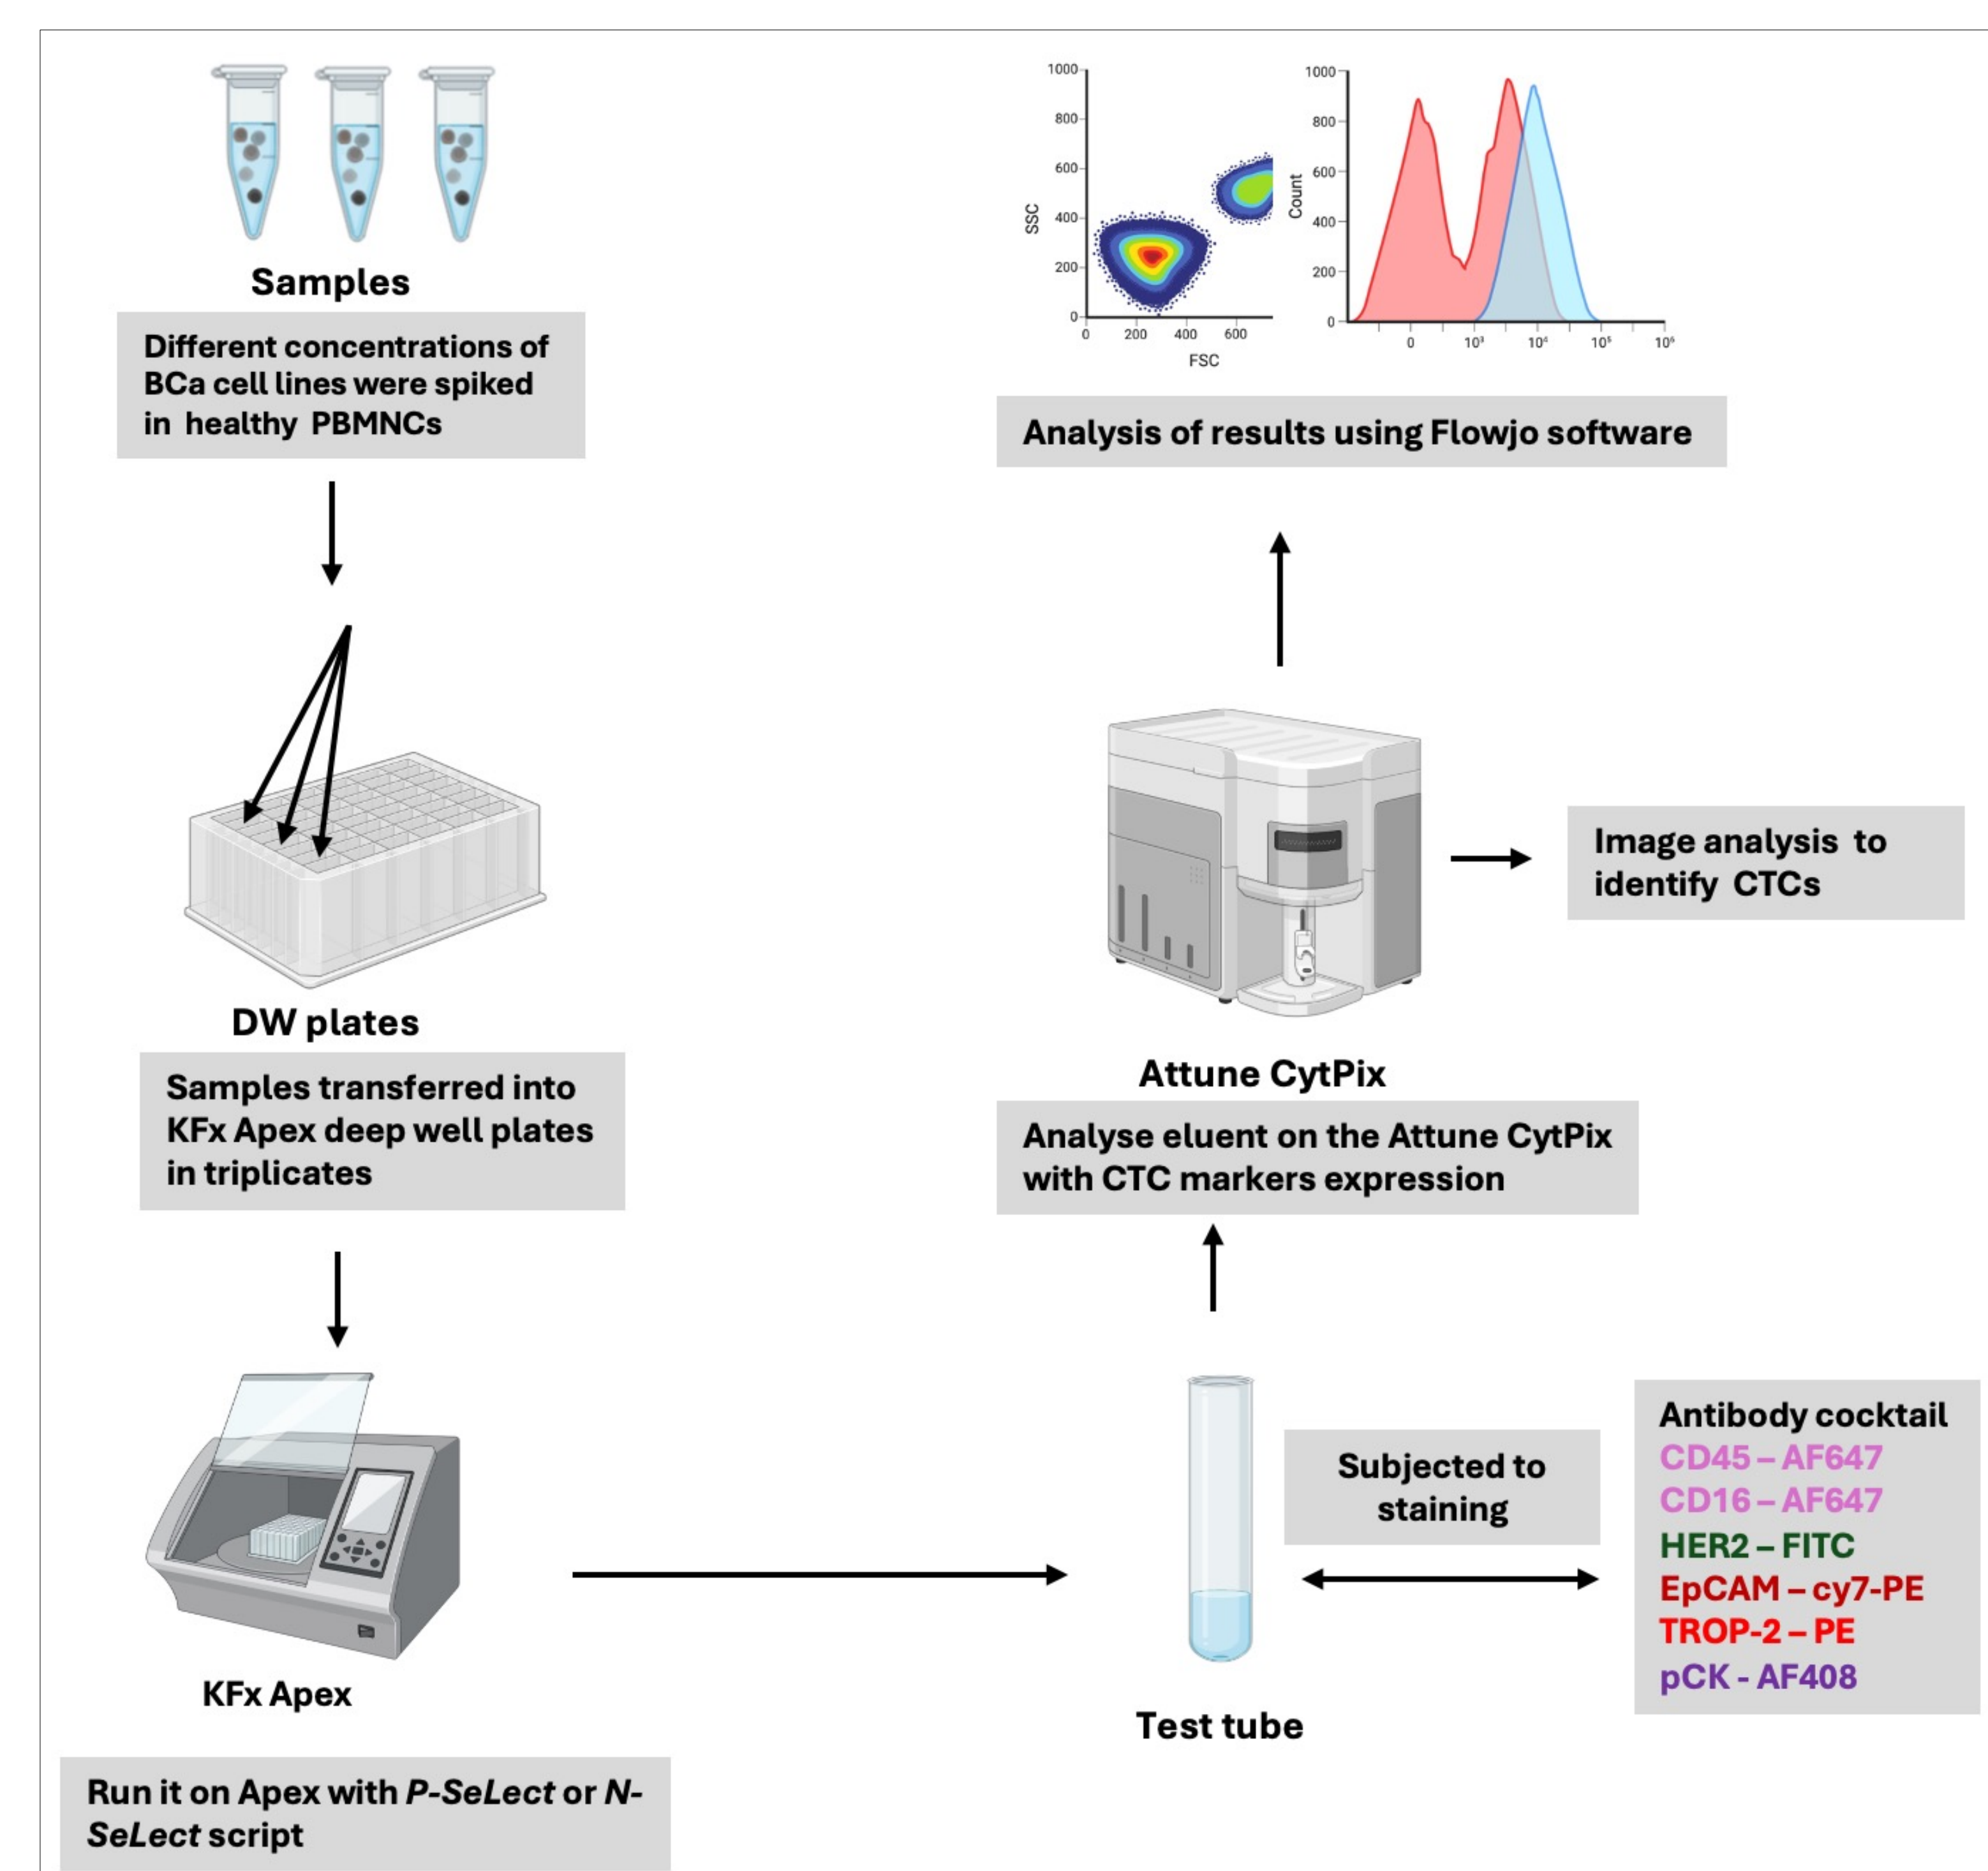 Samples
Different concentrations of
BCa cell lines were spiked
in healthy PBMNCs
DW plates
Samples transferred into
KFx Apex deep well plates
in triplicates
KFx Apex
Run it on Apex with P-SeLect or N-
SeLect script
Test tube
Subjected to
staining
Antibody cocktail
CD45 – AF647
CD16 – AF647
HER2 – FITC
EpCAM – cy7-PE
TROP-2 – PE
pCK - AF408
Attune CytPix
Analyse eluent on the Attune CytPix
with CTC markers expression
Image analysis to
identify CTCs
Analysis of results using Flowjo software
1000
800
600
400
200
0
SSC
0 200 400 600
FSC
1000
800
600
400
200
0
Count
0 10³ 10⁴ 10⁵ 10⁶